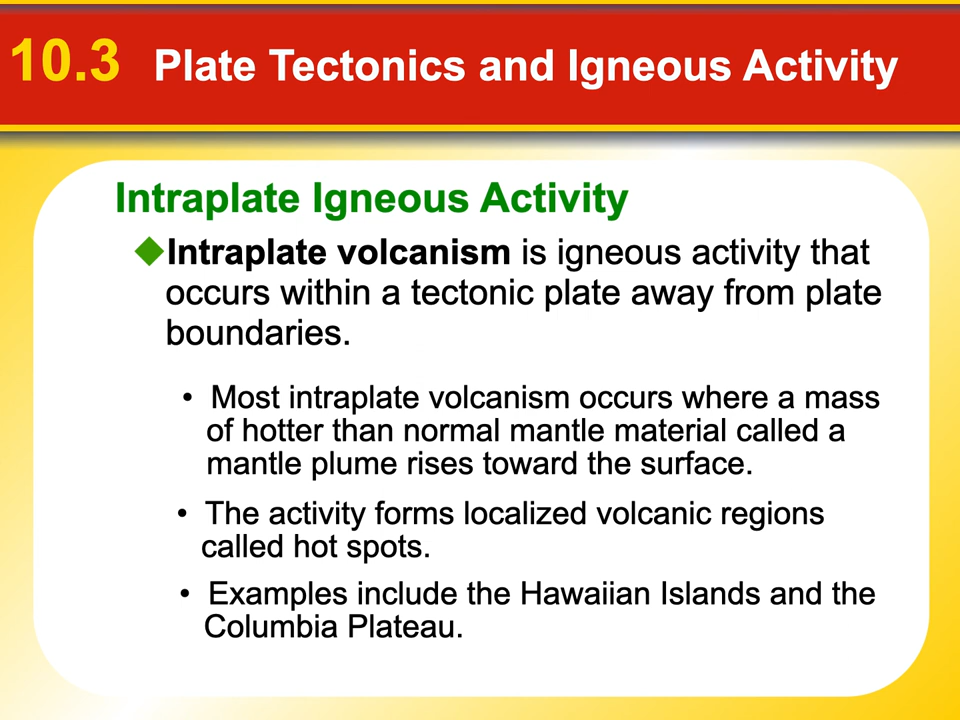 10.3 Plate Tectonics and Igneous Activity
Intraplate Igneous Activity
◆Intraplate volcanism is igneous activity that
occurs within a tectonic plate away from plate
boundaries.
• Most intraplate volcanism occurs where a mass
of hotter than normal mantle material called a
mantle plume rises toward the surface.
• The activity forms localized volcanic regions
called hot spots.
• Examples include the Hawaiian Islands and the
Columbia Plateau.